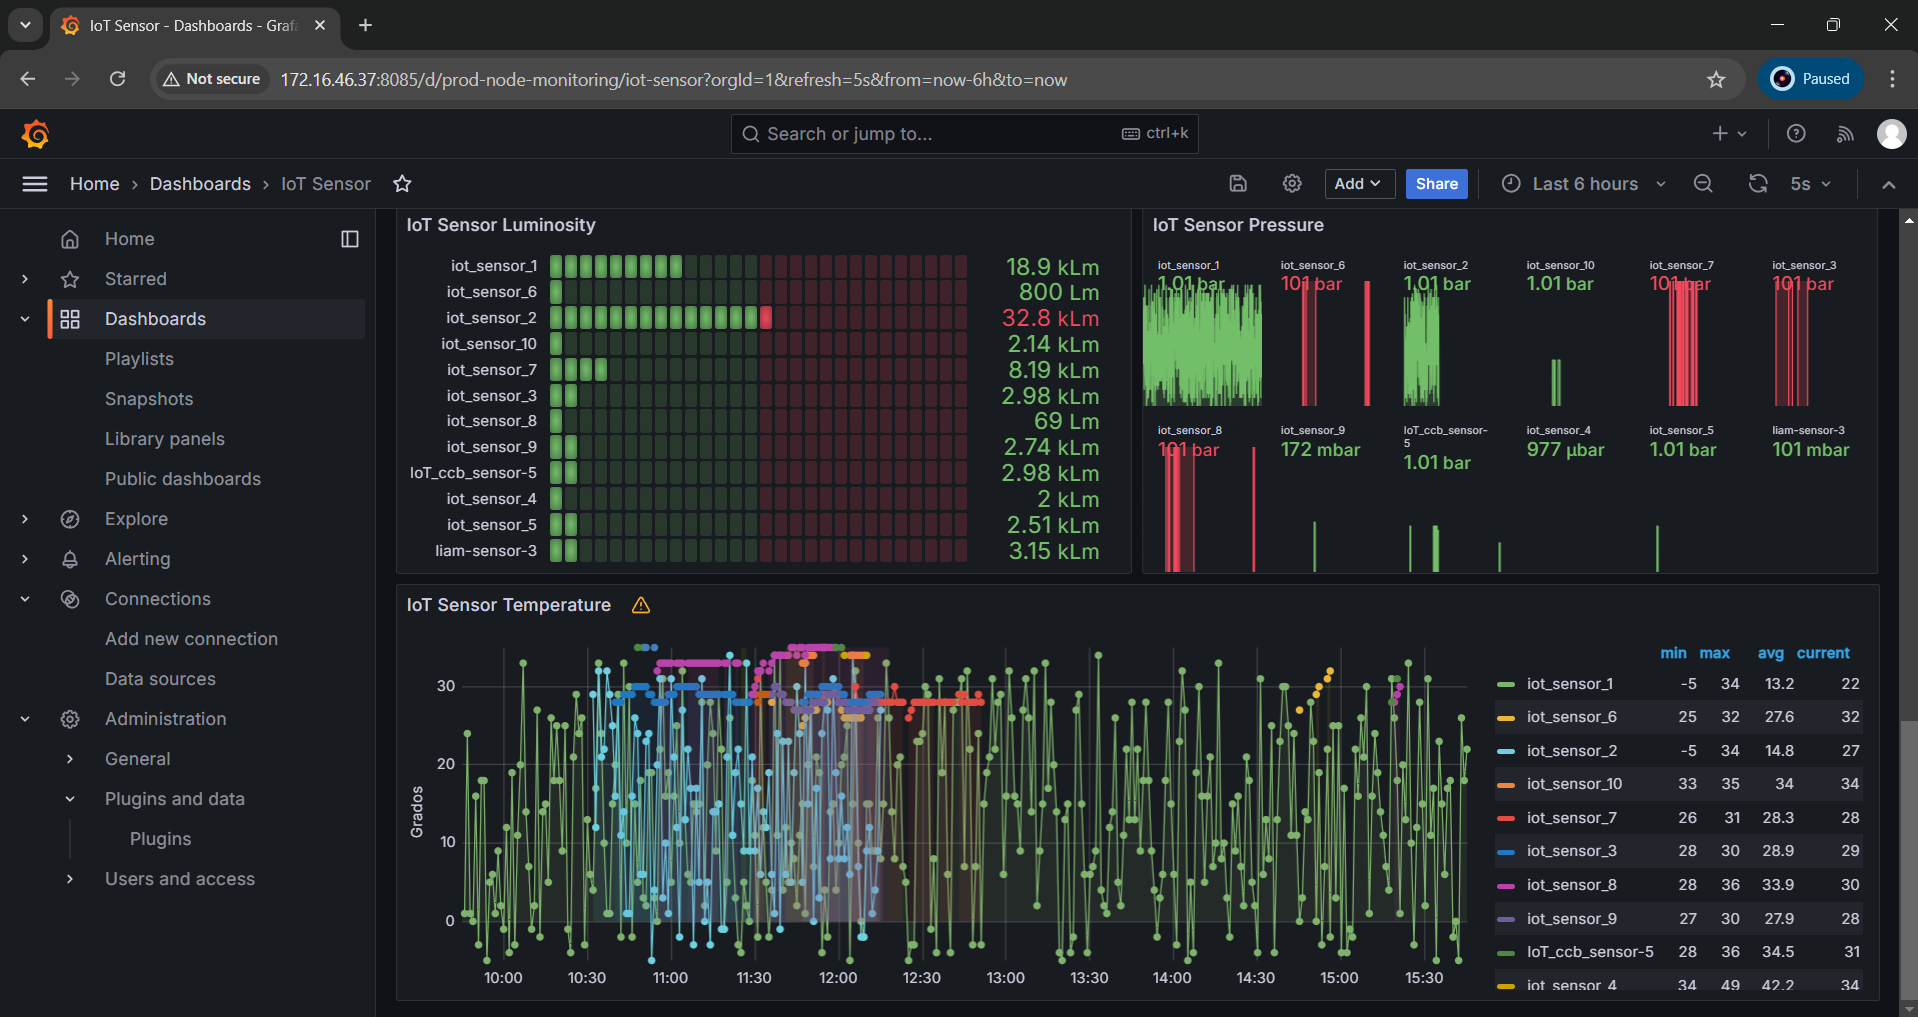 IoT Sensor - Dashboards - Grafa
Not secure
172.16.46.37:8085/d/prod-node-monitoring/iot-sensor?orgId=1&refresh=5s&from=now-6h&to=now
Paused
Search or jump to...
ctrl+k
Home › Dashboards › IoT Sensor
Add
Share
Last 6 hours
5s
Home
Starred
Dashboards
Playlists
Snapshots
Library panels
Public dashboards
Explore
Alerting
Connections
Add new connection
Data sources
Administration
General
Plugins and data
Plugins
Users and access
IoT Sensor Luminosity
iot_sensor_1 18.9 kLm
iot_sensor_6 800 Lm
iot_sensor_2 32.8 kLm
iot_sensor_10 2.14 kLm
iot_sensor_7 8.19 kLm
iot_sensor_3 2.98 kLm
iot_sensor_8 69 Lm
iot_sensor_9 2.74 kLm
IoT_ccb_sensor-5 2.98 kLm
iot_sensor_4 2 kLm
iot_sensor_5 2.51 kLm
liam-sensor-3 3.15 kLm
IoT Sensor Pressure
iot_sensor_1
1.01 bar
iot_sensor_6
101 bar
iot_sensor_2
1.01 bar
iot_sensor_10
1.01 bar
iot_sensor_7
101 bar
iot_sensor_3
101 bar
iot_sensor_8
101 bar
iot_sensor_9
172 mbar
IoT_ccb_sensor-
5
1.01 bar
iot_sensor_4
977 µbar
iot_sensor_5
1.01 bar
liam-sensor-3
101 mbar
IoT Sensor Temperature
Grados
30
20
10
0
10:00 10:30 11:00 11:30 12:00 12:30 13:00 13:30 14:00 14:30 15:00 15:30
min max avg current
iot_sensor_1 -5 34 13.2 22
iot_sensor_6 25 32 27.6 32
iot_sensor_2 -5 34 14.8 27
iot_sensor_10 33 35 34 34
iot_sensor_7 26 31 28.3 28
iot_sensor_3 28 30 28.9 29
iot_sensor_8 28 36 33.9 30
iot_sensor_9 27 30 27.9 28
IoT_ccb_sensor-5 28 36 34.5 31
iot_sensor_4 34 49 42.2 34